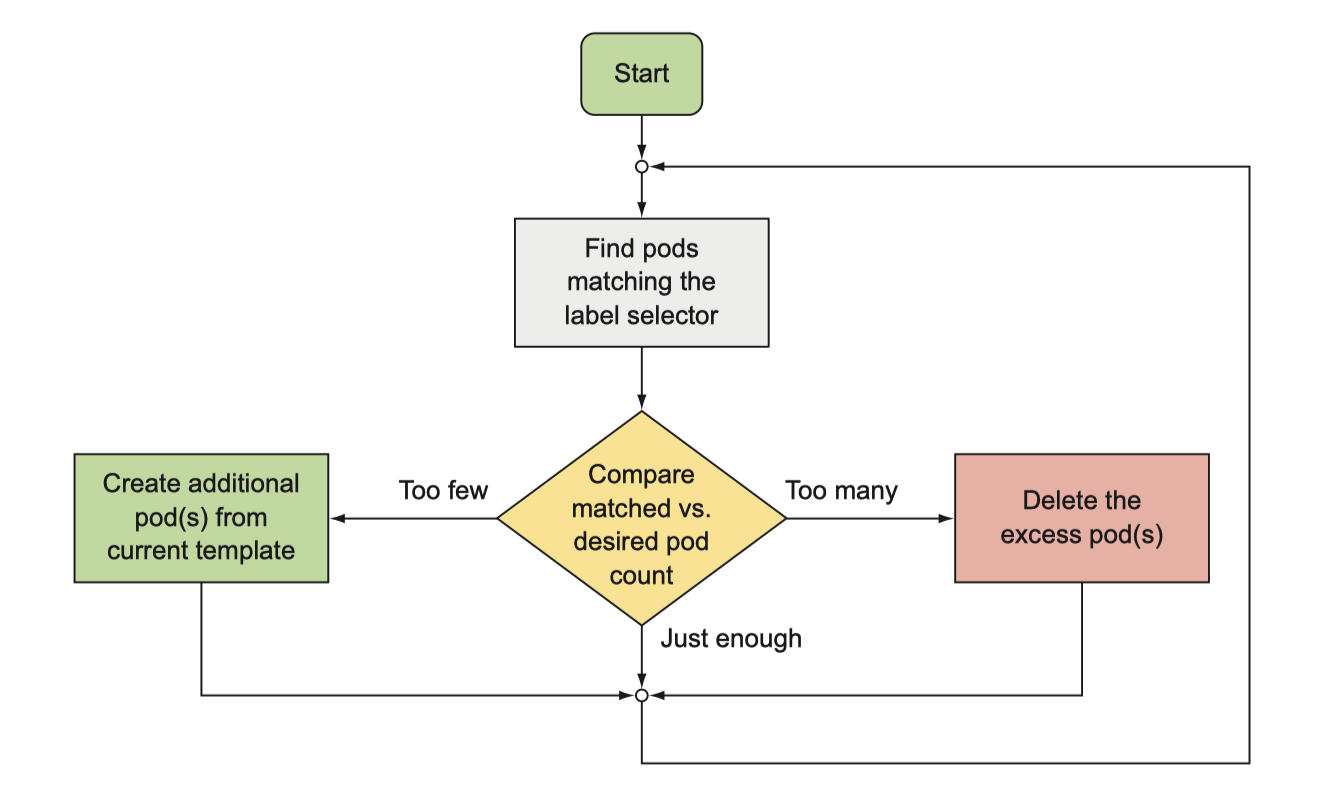 Start
Find pods
matching the
label selector
Compare
matched vs.
desired pod
count
Too few
Create additional
pod(s) from
current template
Too many
Delete the
excess pod(s)
Just enough